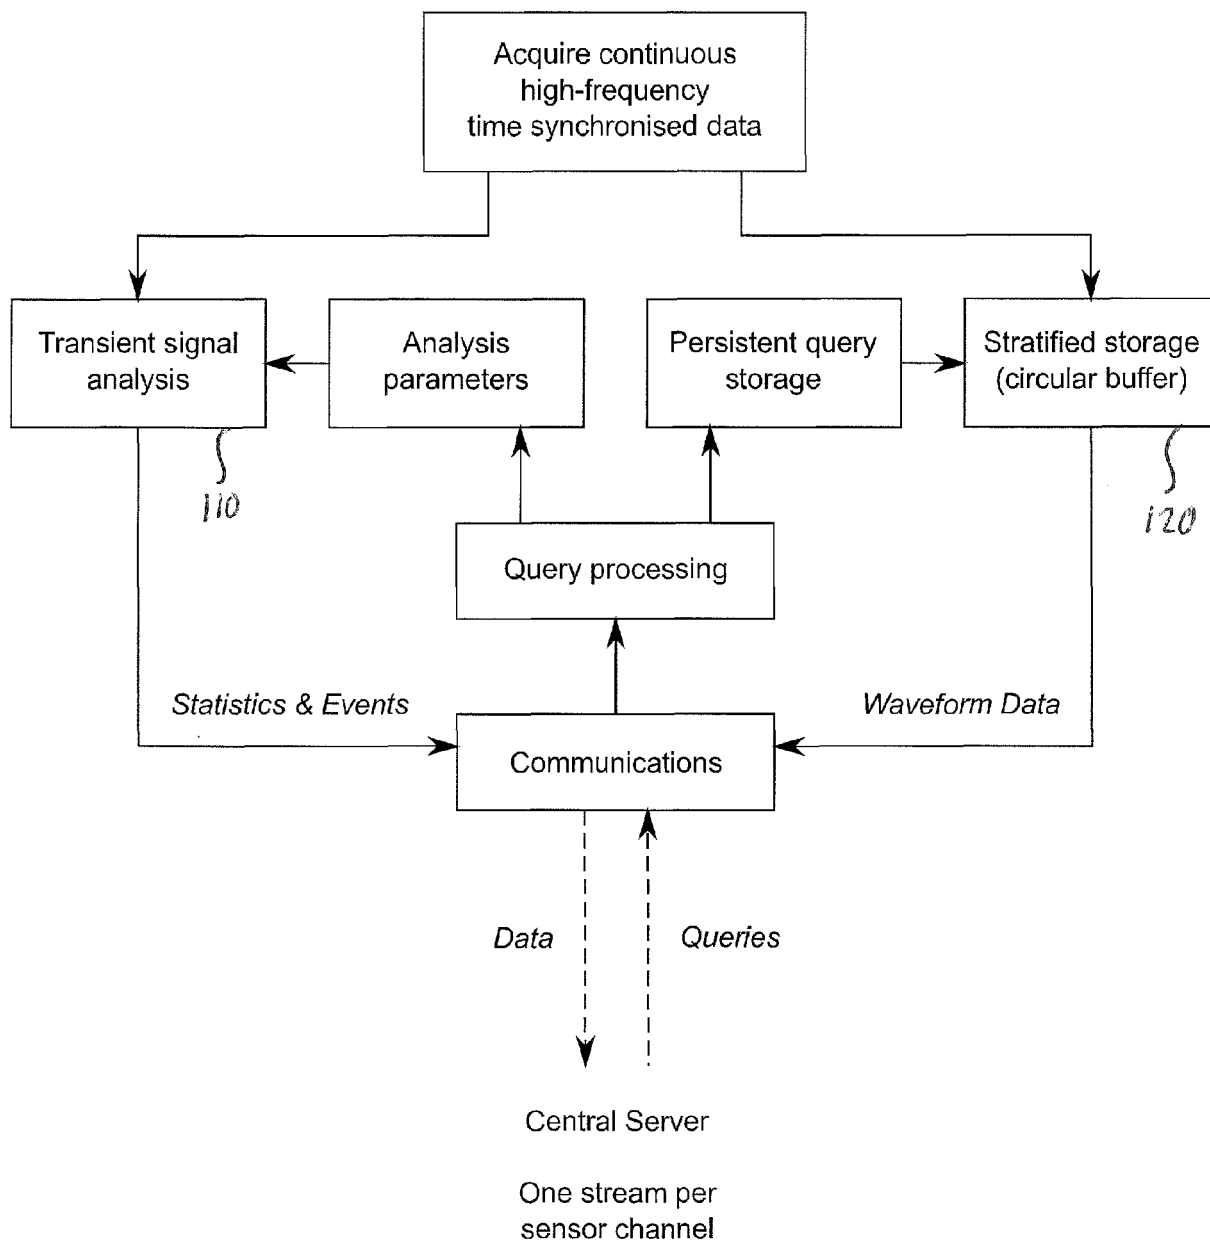 Acquire continuous
high-frequency
time synchronised data
Transient signal
analysis
Analysis
parameters
Persistent query
storage
Stratified storage
(circular buffer)
110
120
Query processing
Statistics & Events
Waveform Data
Communications
Data
Queries
Central Server
One stream per
sensor channel